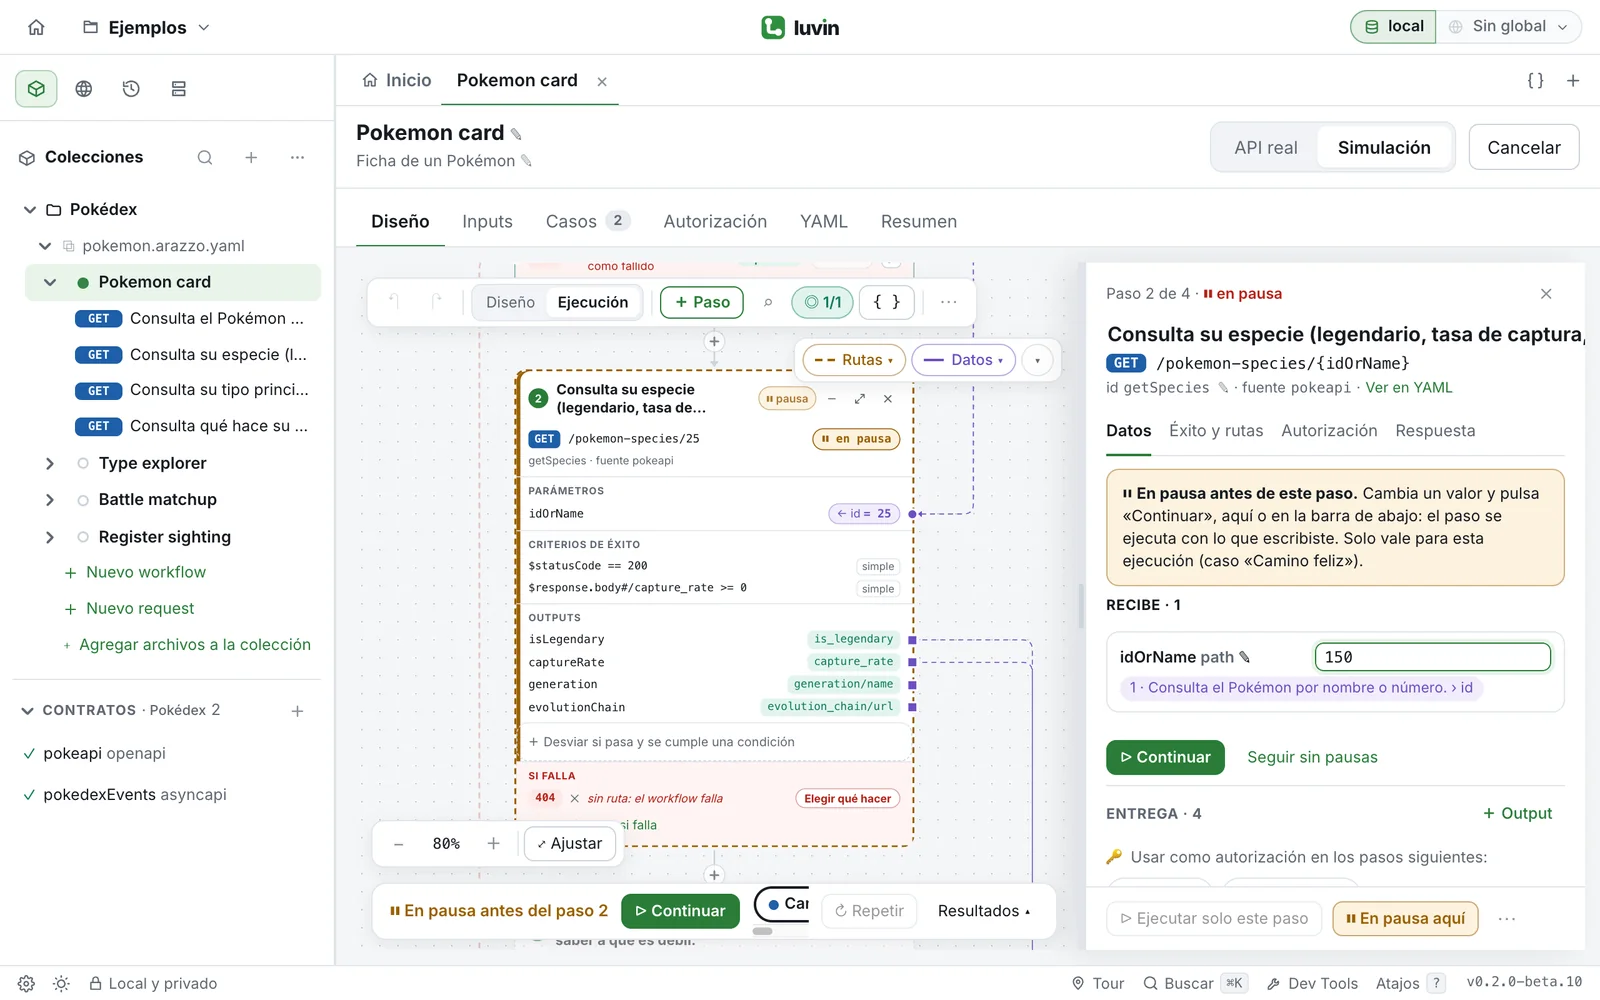 Ejemplos
luvin
local
Sin global
Inicio
Pokemon card
Colecciones
Pokédex
pokemon.arazzo.yaml
Pokemon card
GET Consulta el Pokémon ...
GET Consulta su especie (l...
GET Consulta su tipo princi...
GET Consulta qué hace su ...
Type explorer
Battle matchup
Register sighting
+ Nuevo workflow
+ Nuevo request
+ Agregar archivos a la colección
CONTRATOS · Pokédex 2
pokeapi openapi
pokedexEvents asyncapi
Pokemon card
Ficha de un Pokémon
API real
Simulación
Cancelar
Diseño
Inputs
Casos 2
Autorización
YAML
Resumen
como fallido
Diseño
Ejecución
+ Paso
1/1
{ }
Rutas
Datos
2 Consulta su especie
(legendario, tasa de...
pausa
GET /pokemon-species/25
en pausa
getSpecies · fuente pokeapi
PARÁMETROS
idOrName
← id = 25
CRITERIOS DE ÉXITO
$statusCode == 200
simple
$response.body#/capture_rate >= 0
simple
OUTPUTS
isLegendary is_legendary
captureRate capture_rate
generation generation/name
evolutionChain evolution_chain/url
+ Desviar si pasa y se cumple una condición
SI FALLA
404 × sin ruta: el workflow falla
Elegir qué hacer
si falla
− 80% +
Ajustar
En pausa antes del paso 2
Continuar
Repetir
Resultados
saber a qué es débil.
Paso 2 de 4 · en pausa
Consulta su especie (legendario, tasa de captura,
GET /pokemon-species/{idOrName}
id getSpecies · fuente pokeapi · Ver en YAML
Datos
Éxito y rutas
Autorización
Respuesta
En pausa antes de este paso. Cambia un valor y pulsa
«Continuar», aquí o en la barra de abajo: el paso se
ejecuta con lo que escribiste. Solo vale para esta
ejecución (caso «Camino feliz»).
RECIBE · 1
idOrName path
150
1 · Consulta el Pokémon por nombre o número. › id
Continuar
Seguir sin pausas
ENTREGA · 4
+ Output
Usar como autorización en los pasos siguientes:
Ejecutar solo este paso
En pausa aquí
Local y privado
Tour
Buscar ⌘K
Dev Tools
Atajos ?
v0.2.0-beta.10